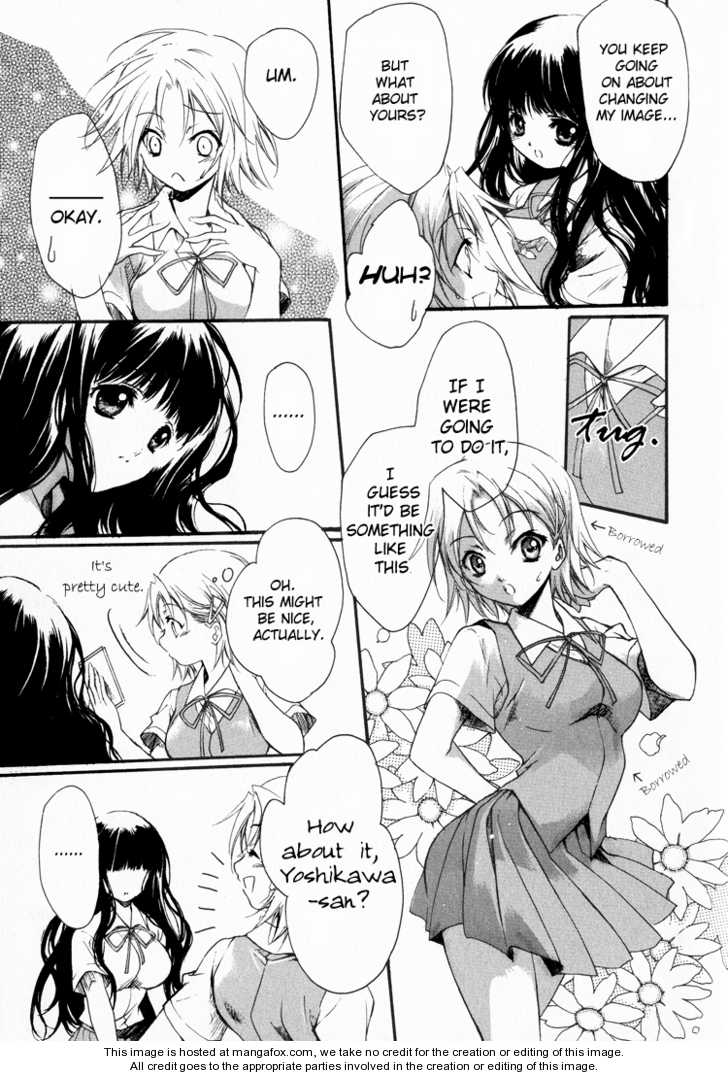 YOU KEEP
GOING
ON ABOUT
CHANGING
MY IMAGE...
BUT
WHAT
ABOUT
YOURS?
HUH?
UM.
OKAY.
tug.
IF I
WERE
GOING
TO DO IT,
I
GUESS
IT'D BE
SOMETHING
LIKE
THIS
Borrowed
Borrowed
......
OH.
THIS MIGHT
BE NICE,
ACTUALLY.
It's
pretty cute.
How
about it,
Yoshikawa
-san?
......
This image is hosted at mangafox.com, we take no credit for the creation or editing of this image.
All credit goes to the appropriate parties involved in the creation or editing of this image.